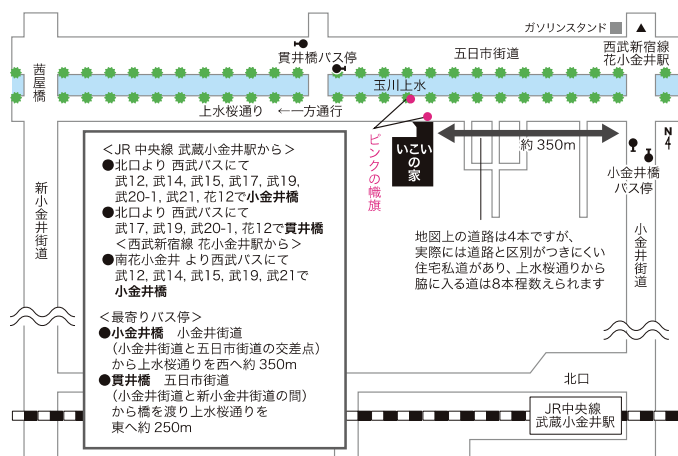 ガソリンスタンド
西武新宿線
花小金井駅
貫井橋バス停
五日市街道
茜屋橋
玉川上水
上水桜通り　←一方通行
ピンクの幟旗
いこい
の
家
約350m
N
小金井橋
バス停
新小金井街道
小金井街道
＜JR 中央線 武蔵小金井駅から＞
●北口より 西武バスにて
武12, 武14, 武15, 武17, 武19,
武20-1, 武21, 花12で小金井橋
●北口より 西武バスにて
武17, 武19, 武20-1, 花12で貫井橋
＜西武新宿線 花小金井駅から＞
●南花小金井 より西武バスにて
武12, 武14, 武15, 武19, 武21で
小金井橋
＜最寄りバス停＞
●小金井橋　小金井街道
（小金井街道と五日市街道の交差点）
から上水桜通りを西へ約350m
●貫井橋　五日市街道
（小金井街道と新小金井街道の間）
から橋を渡り上水桜通りを
東へ約250m
地図上の道路は4本ですが、
実際には道路と区別がつきにくい
住宅私道があり、上水桜通りから
脇に入る道は8本程数えられます
北口
JR中央線
武蔵小金井駅